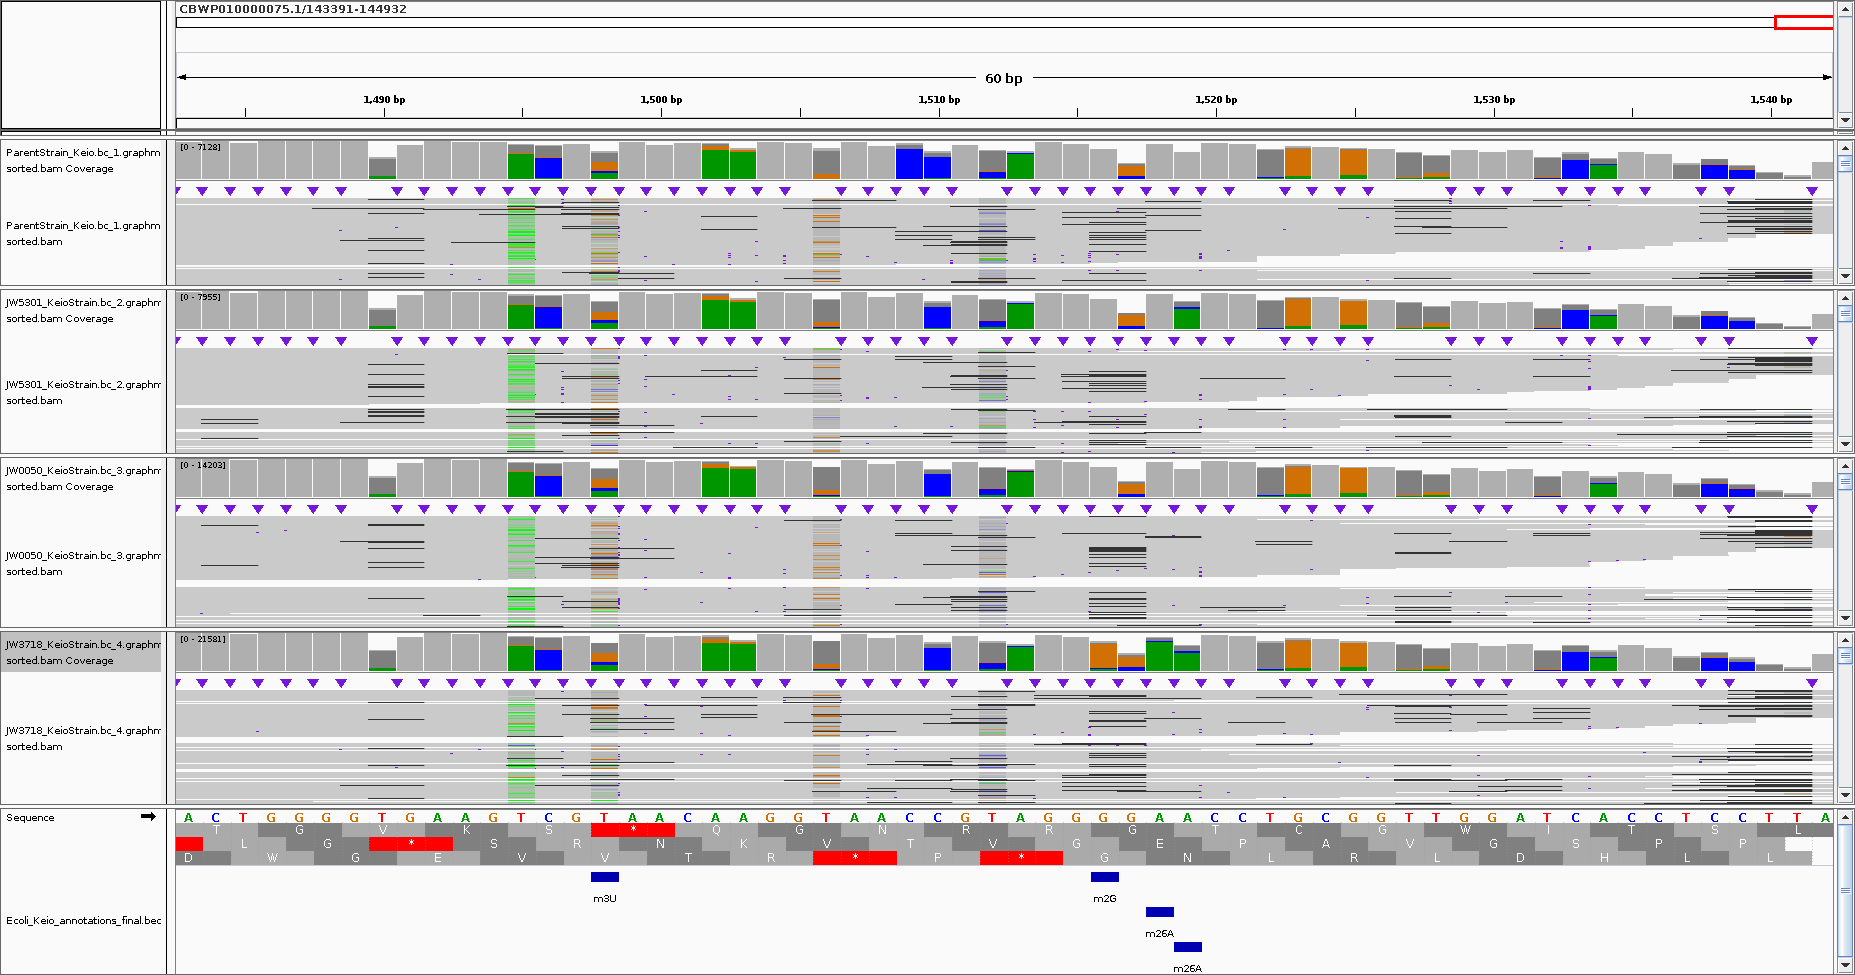 CBWP010000075.1/143391-144932
60 bp
1,490 bp 1,500 bp 1,510 bp 1,520 bp 1,530 bp 1,540 bp
ParentStrain_Keio.bc_1.graphm
sorted.bam Coverage
[0 - 7128]
ParentStrain_Keio.bc_1.graphm
sorted.bam
JW5301_KeioStrain.bc_2.graphm
sorted.bam Coverage
[0 - 7955]
JW5301_KeioStrain.bc_2.graphm
sorted.bam
JW0050_KeioStrain.bc_3.graphm
sorted.bam Coverage
[0 - 14203]
JW0050_KeioStrain.bc_3.graphm
sorted.bam
JW3718_KeioStrain.bc_4.graphm
sorted.bam Coverage
[0 - 21581]
JW3718_KeioStrain.bc_4.graphm
sorted.bam
Sequence
A C T G G G G T G A A G T C G T A A C A A G G T A A C C G T A G G G G A A C C T G C G G T T G G A T C A C C T C C T T A
T G V K S * Q G N R R G T C G W I T S L
L G * S R N K V T V G E P A V G S P P
D W G E V V T R * P * G N L R L D H L L
Ecoli_Keio_annotations_final.bec
m3U
m2G
m26A
m26A